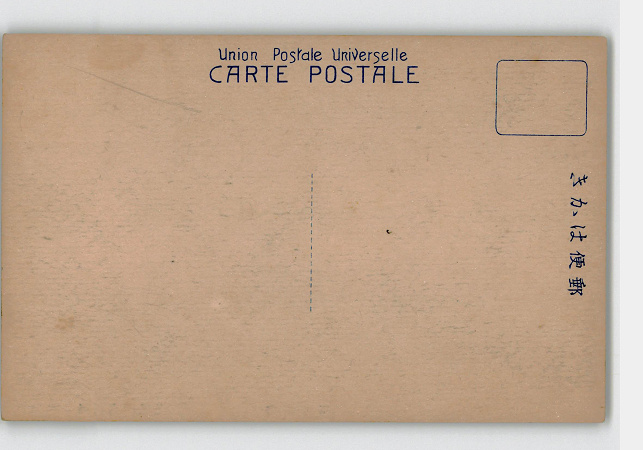 Union Postale Universelle
CARTE POSTALE
きかは便郵